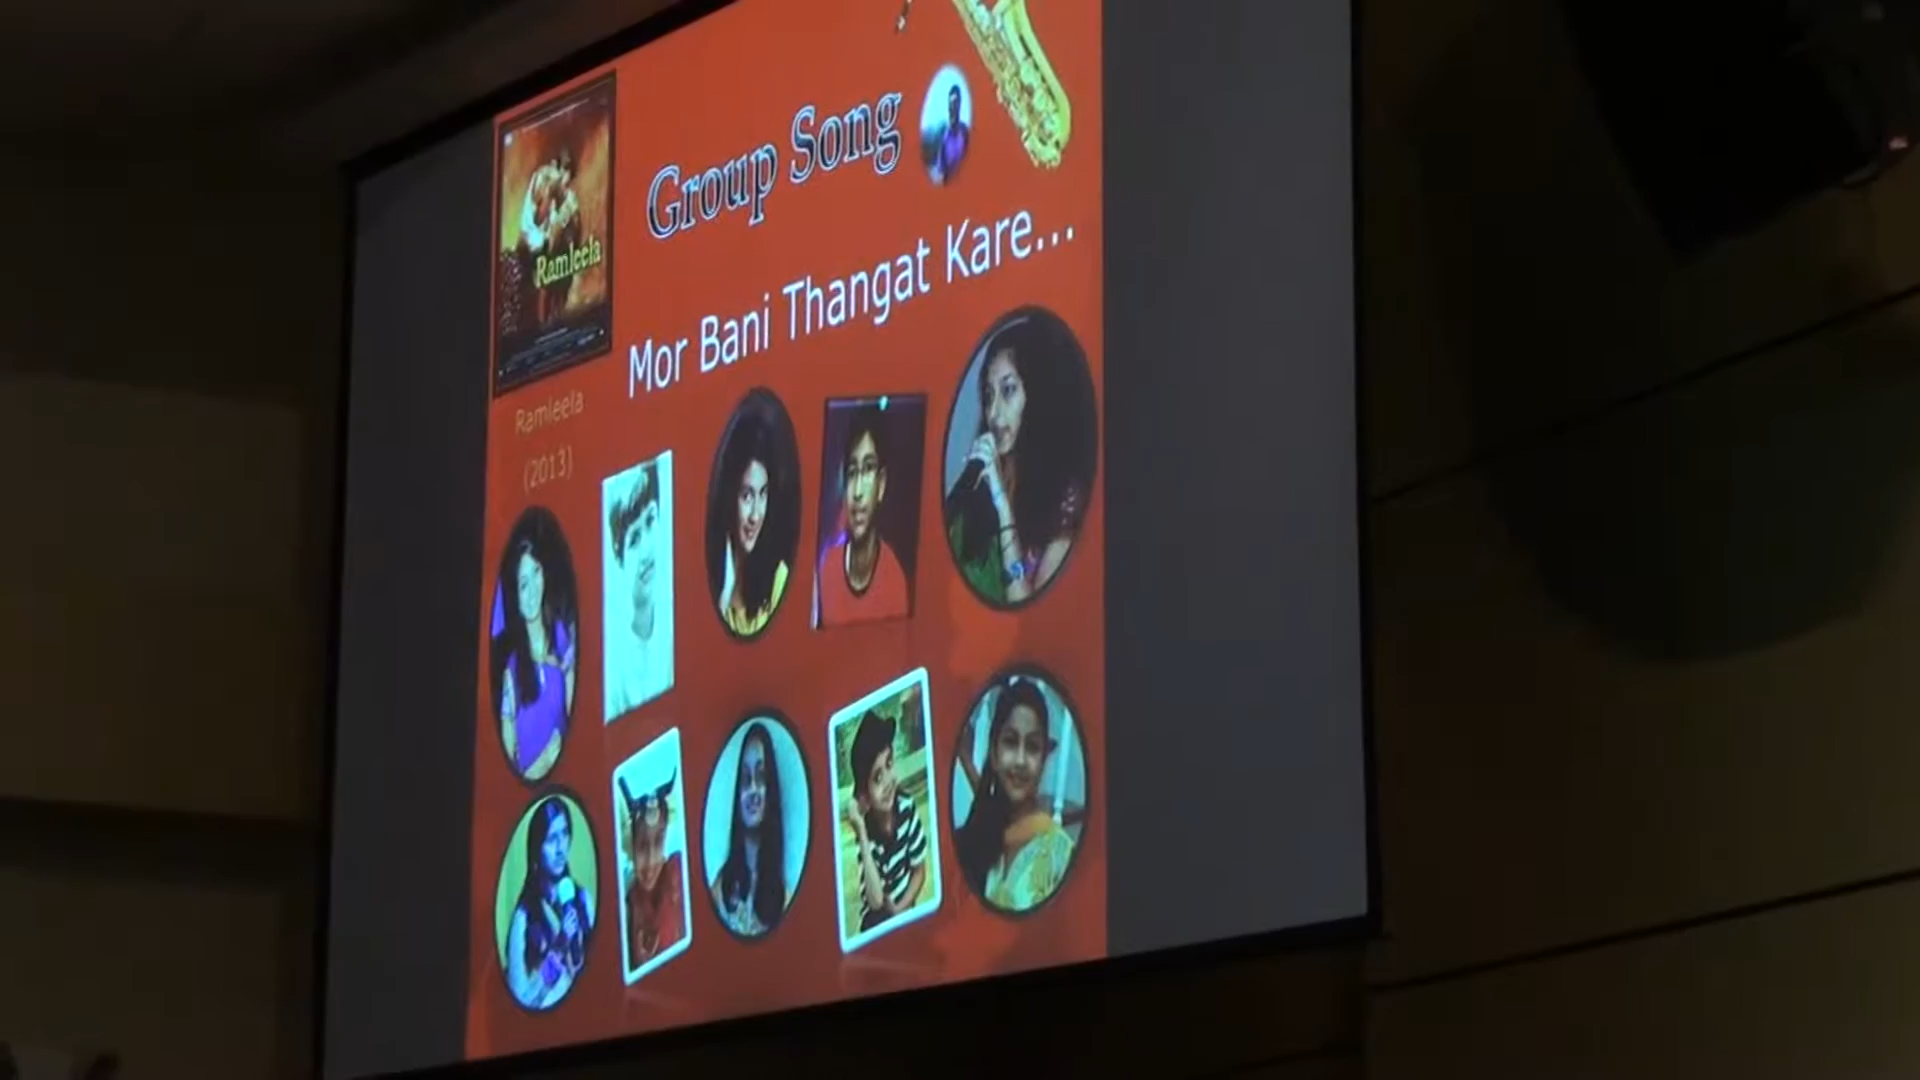 Group Song
Mor Bani Thangat Kare...
Ramleela
Ramleela
(2013)